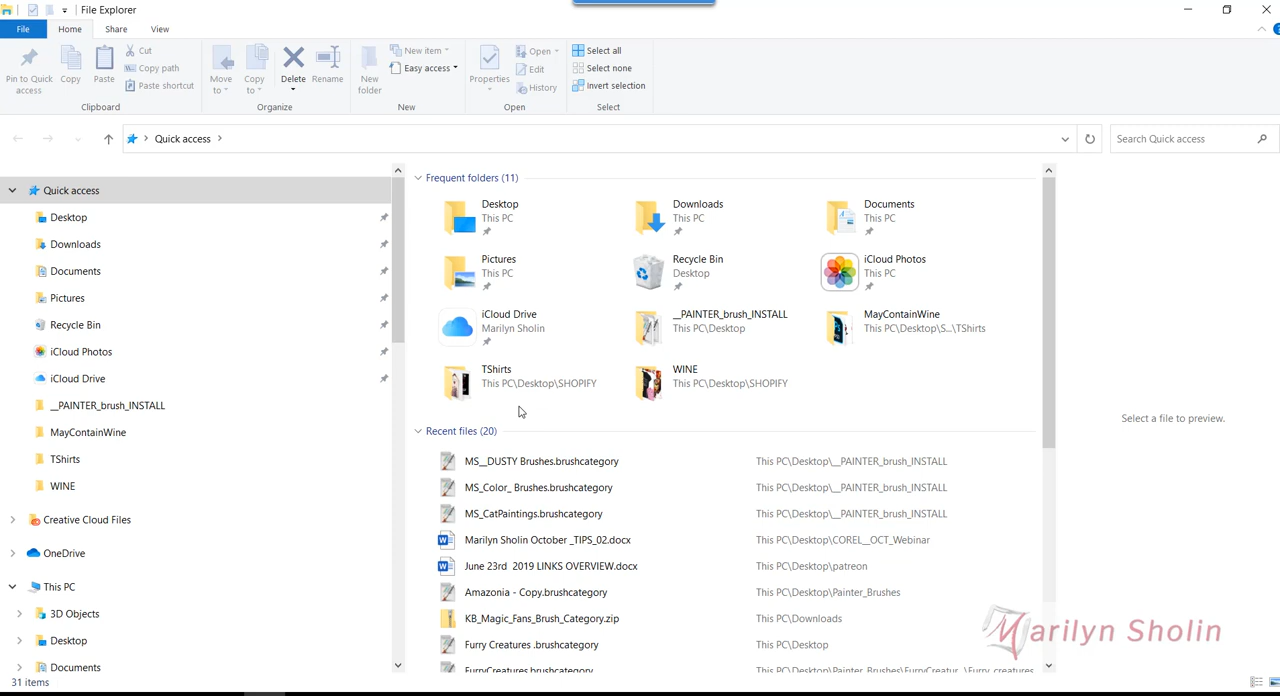 File Explorer
File Home Share View
Pin to Quick access
Copy
Paste
Cut
Copy path
Paste shortcut
Clipboard
Move to
Copy to
Delete
Rename
Organize
New folder
New item
Easy access
New
Properties
Open
Edit
History
Open
Select all
Select none
Invert selection
Select
Quick access
Search Quick access
Quick access
Desktop
Downloads
Documents
Pictures
Recycle Bin
iCloud Photos
iCloud Drive
__PAINTER_brush_INSTALL
MayContainWine
TShirts
WINE
Creative Cloud Files
OneDrive
This PC
3D Objects
Desktop
Documents
31 items
Frequent folders (11)
Desktop
This PC
Downloads
This PC
Documents
This PC
Pictures
This PC
Recycle Bin
Desktop
iCloud Photos
This PC
iCloud Drive
Marilyn Sholin
__PAINTER_brush_INSTALL
This PC\Desktop
MayContainWine
This PC\Desktop\S...\TShirts
TShirts
This PC\Desktop\SHOPIFY
WINE
This PC\Desktop\SHOPIFY
Recent files (20)
MS__DUSTY Brushes.brushcategory This PC\Desktop\__PAINTER_brush_INSTALL
MS_Color_ Brushes.brushcategory This PC\Desktop\__PAINTER_brush_INSTALL
MS_CatPaintings.brushcategory This PC\Desktop\__PAINTER_brush_INSTALL
Marilyn Sholin October _TIPS_02.docx This PC\Desktop\COREL__OCT_Webinar
June 23rd 2019 LINKS OVERVIEW.docx This PC\Desktop\patreon
Amazonia - Copy.brushcategory This PC\Desktop\Painter_Brushes
KB_Magic_Fans_Brush_Category.zip This PC\Downloads
Furry Creatures .brushcategory This PC\Desktop
FurryCreatures.brushcategory This PC\Desktop\Painter_Brushes\FurryCreatur...\Furry_creatures
Select a file to preview.
Marilyn Sholin